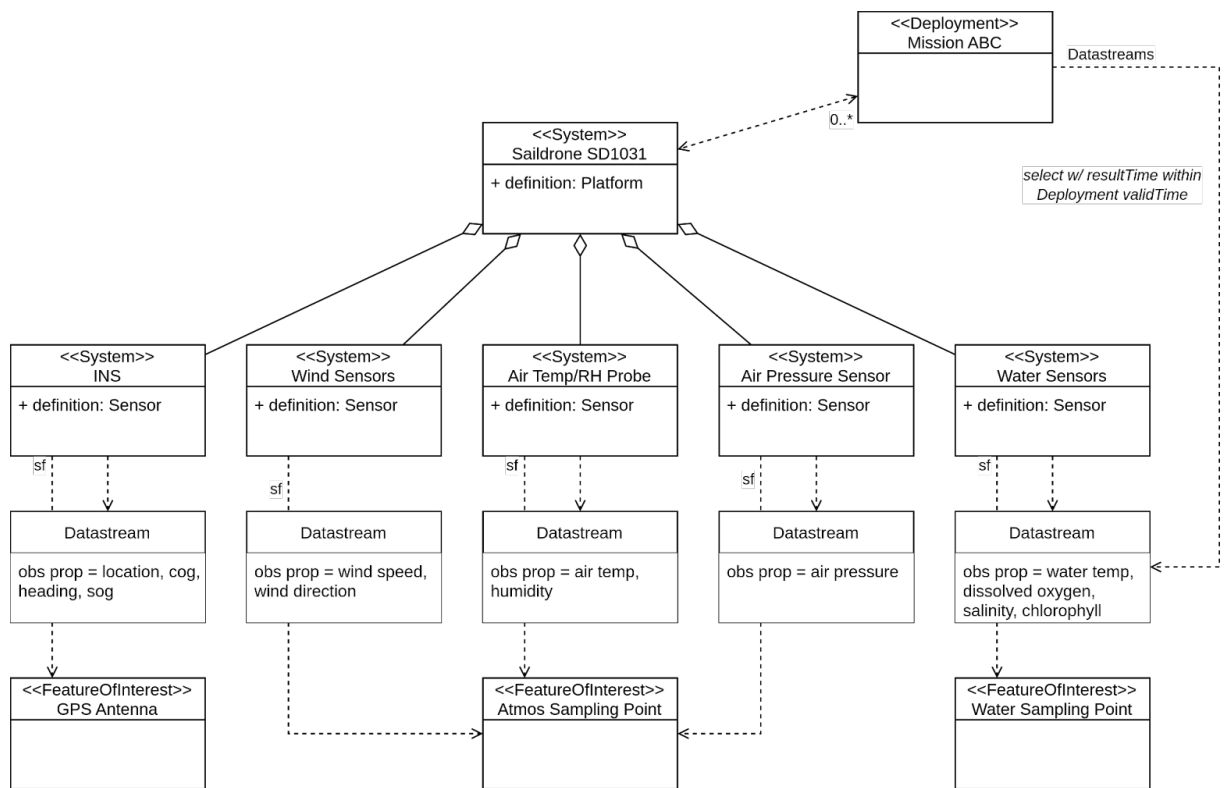 <<Deployment>>
Mission ABC
Datastreams
0..*
<<System>>
Saildrone SD1031
+ definition: Platform
select w/ resultTime within
Deployment validTime
<<System>>
INS
+ definition: Sensor
<<System>>
Wind Sensors
+ definition: Sensor
<<System>>
Air Temp/RH Probe
+ definition: Sensor
<<System>>
Air Pressure Sensor
+ definition: Sensor
<<System>>
Water Sensors
+ definition: Sensor
sf
sf
sf
sf
sf
Datastream
obs prop = location, cog,
heading, sog
Datastream
obs prop = wind speed,
wind direction
Datastream
obs prop = air temp,
humidity
Datastream
obs prop = air pressure
Datastream
obs prop = water temp,
dissolved oxygen,
salinity, chlorophyll
<<FeatureOfInterest>>
GPS Antenna
<<FeatureOfInterest>>
Atmos Sampling Point
<<FeatureOfInterest>>
Water Sampling Point